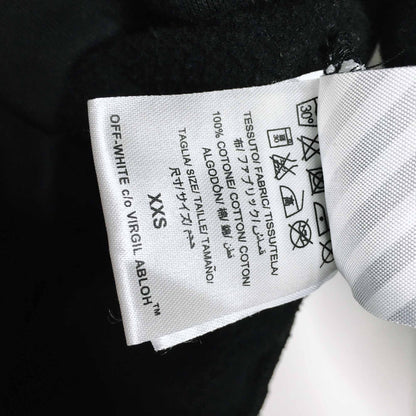 30°
TESSUTO/ FABRIC/ TISSU/TELA/
布/ファブリック/ قماش
100% COTONE/ COTTON/ COTON/
ALGODÓN/ 棉/ 綿/ قطن
TAGLIA/ SIZE/ TAILLE/ TAMAÑO/
尺寸/サイズ/ حجم
XXS
OFF-WHITE c/o VIRGIL ABLOH™